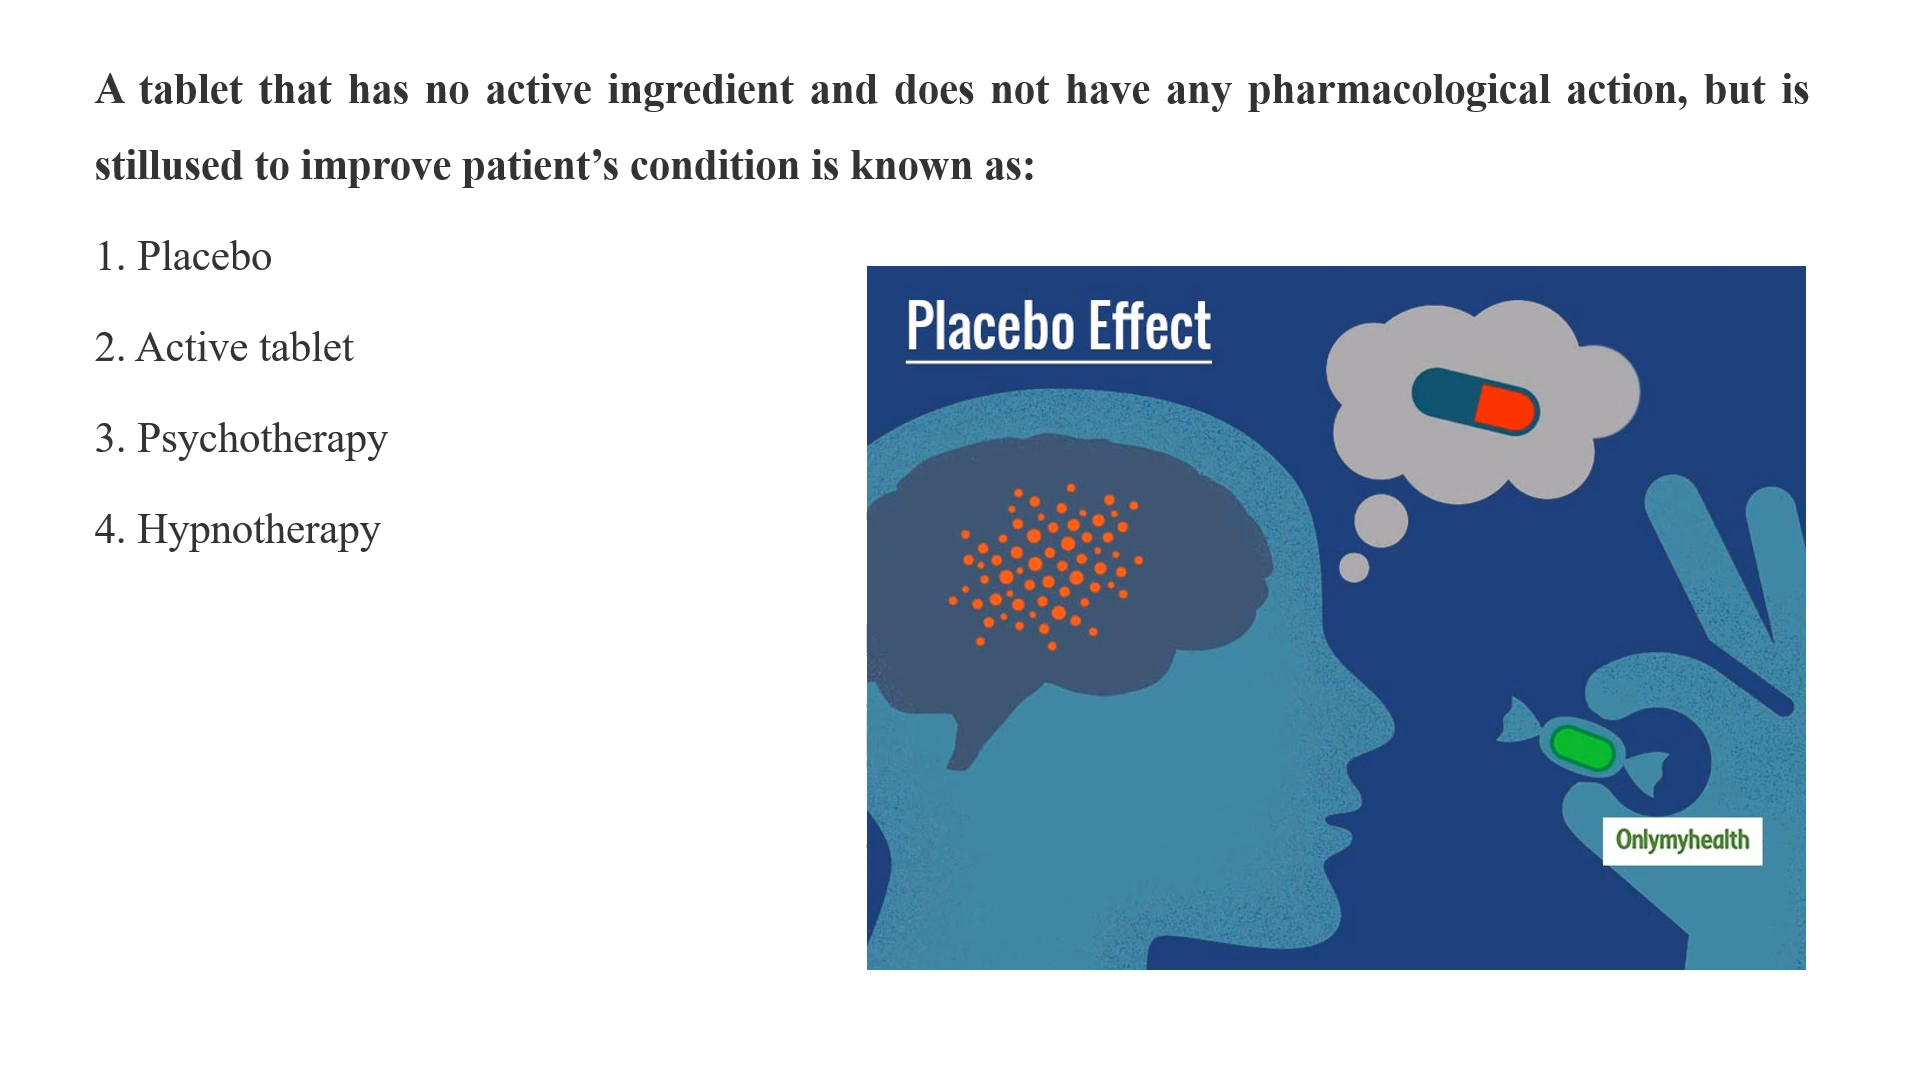 A tablet that has no active ingredient and does not have any pharmacological action, but is
stillused to improve patient’s condition is known as:
1. Placebo
2. Active tablet
3. Psychotherapy
4. Hypnotherapy
Placebo Effect
Onlymyhealth